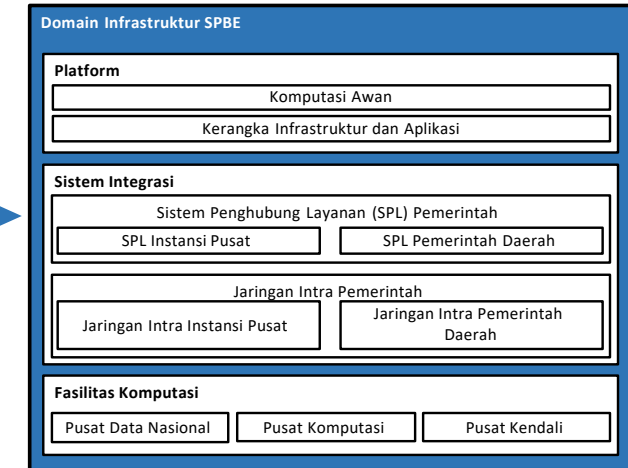 Domain Infrastruktur SPBE
Platform
Komputasi Awan
Kerangka Infrastruktur dan Aplikasi
Sistem Integrasi
Sistem Penghubung Layanan (SPL) Pemerintah
SPL Instansi Pusat
SPL Pemerintah Daerah
Jaringan Intra Pemerintah
Jaringan Intra Instansi Pusat
Jaringan Intra Pemerintah
Daerah
Fasilitas Komputasi
Pusat Data Nasional
Pusat Komputasi
Pusat Kendali